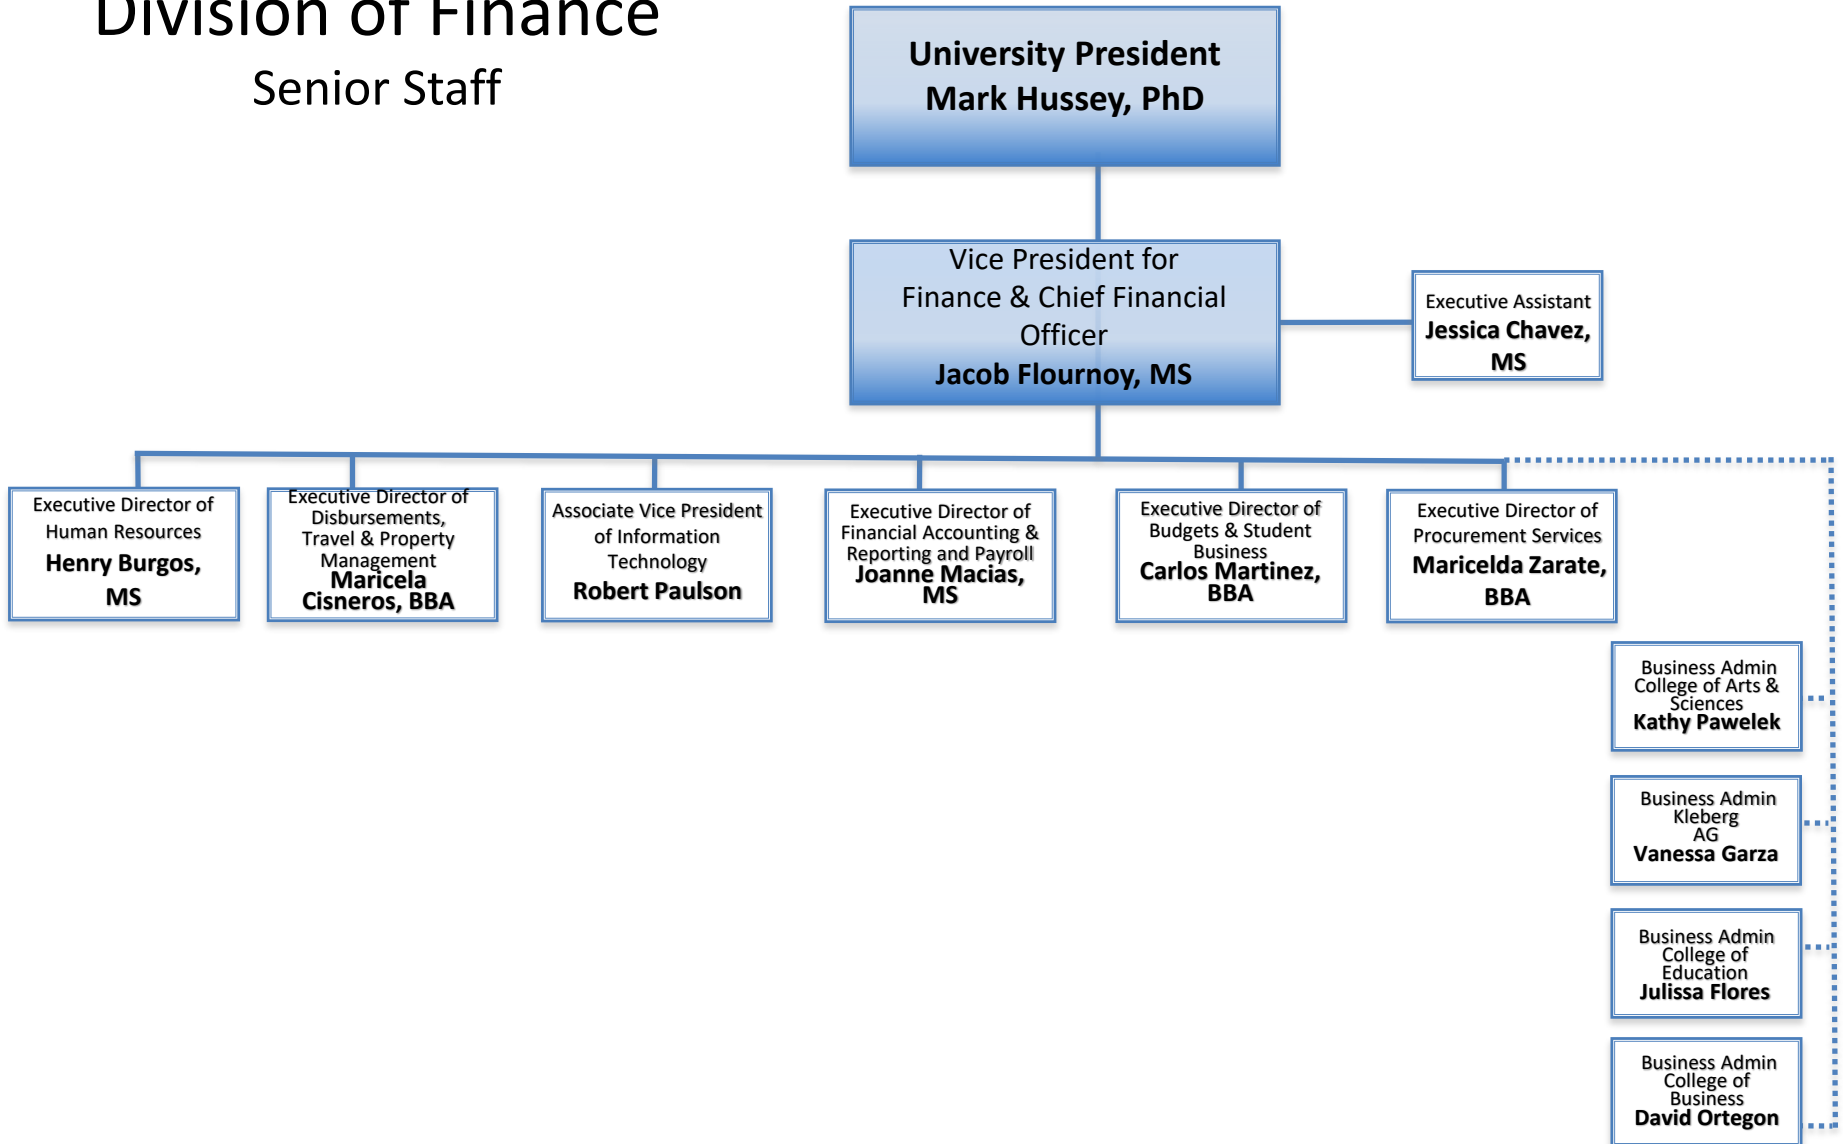 Division of Finance
Senior Staff
University President
Mark Hussey, PhD
Vice President for
Finance & Chief Financial
Officer
Jacob Flournoy, MS
Executive Assistant
Jessica Chavez,
MS
Executive Director of
Human Resources
Henry Burgos,
MS
Executive Director of
Disbursements,
Travel & Property
Management
Maricela
Cisneros, BBA
Associate Vice President
of Information
Technology
Robert Paulson
Executive Director of
Financial Accounting &
Reporting and Payroll
Joanne Macias,
MS
Executive Director of
Budgets & Student
Business
Carlos Martinez,
BBA
Executive Director of
Procurement Services
Maricelda Zarate,
BBA
Business Admin
College of Arts &
Sciences
Kathy Pawelek
Business Admin
Kleberg
AG
Vanessa Garza
Business Admin
College of
Education
Julissa Flores
Business Admin
College of
Business
David Ortegon